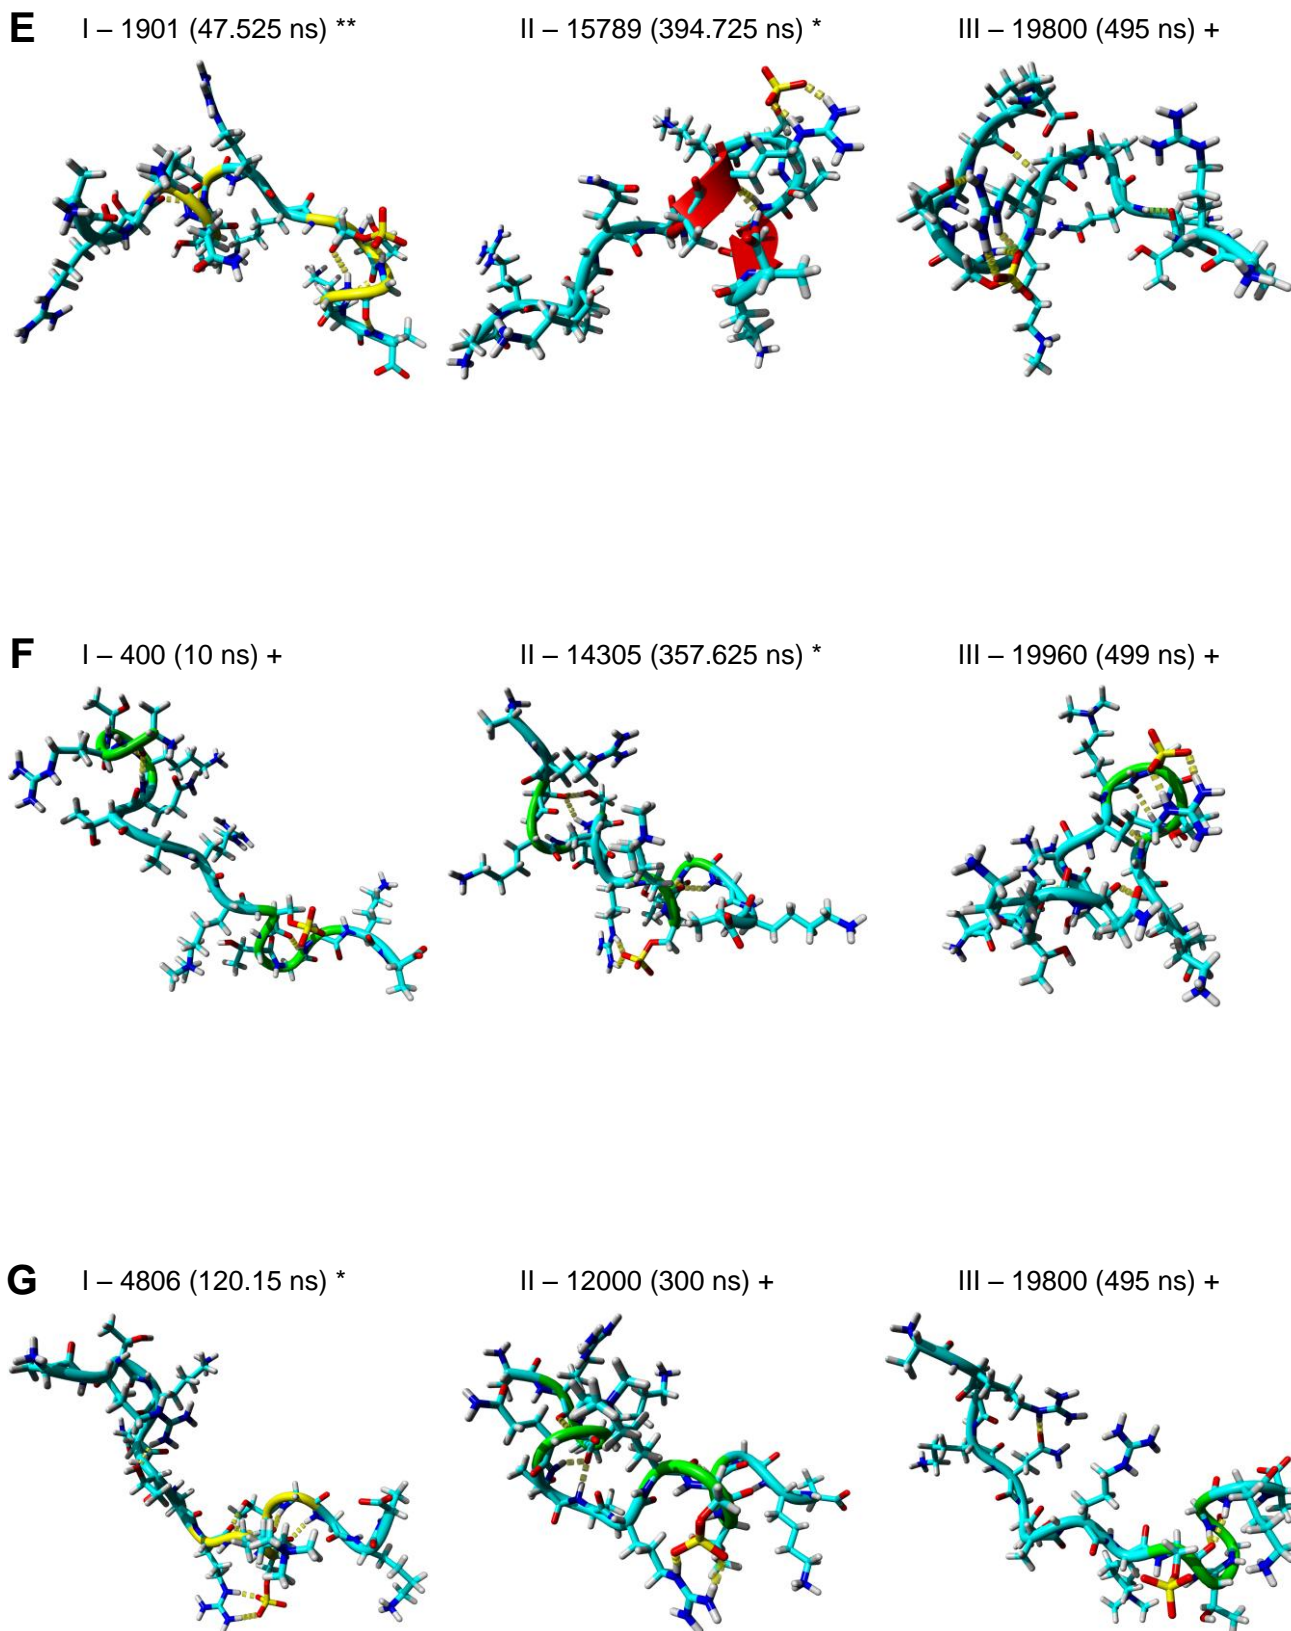 E I – 1901 (47.525 ns) ** II – 15789 (394.725 ns) * III – 19800 (495 ns) +
F I – 400 (10 ns) + II – 14305 (357.625 ns) * III – 19960 (499 ns) +
G I – 4806 (120.15 ns) * II – 12000 (300 ns) + III – 19800 (495 ns) +